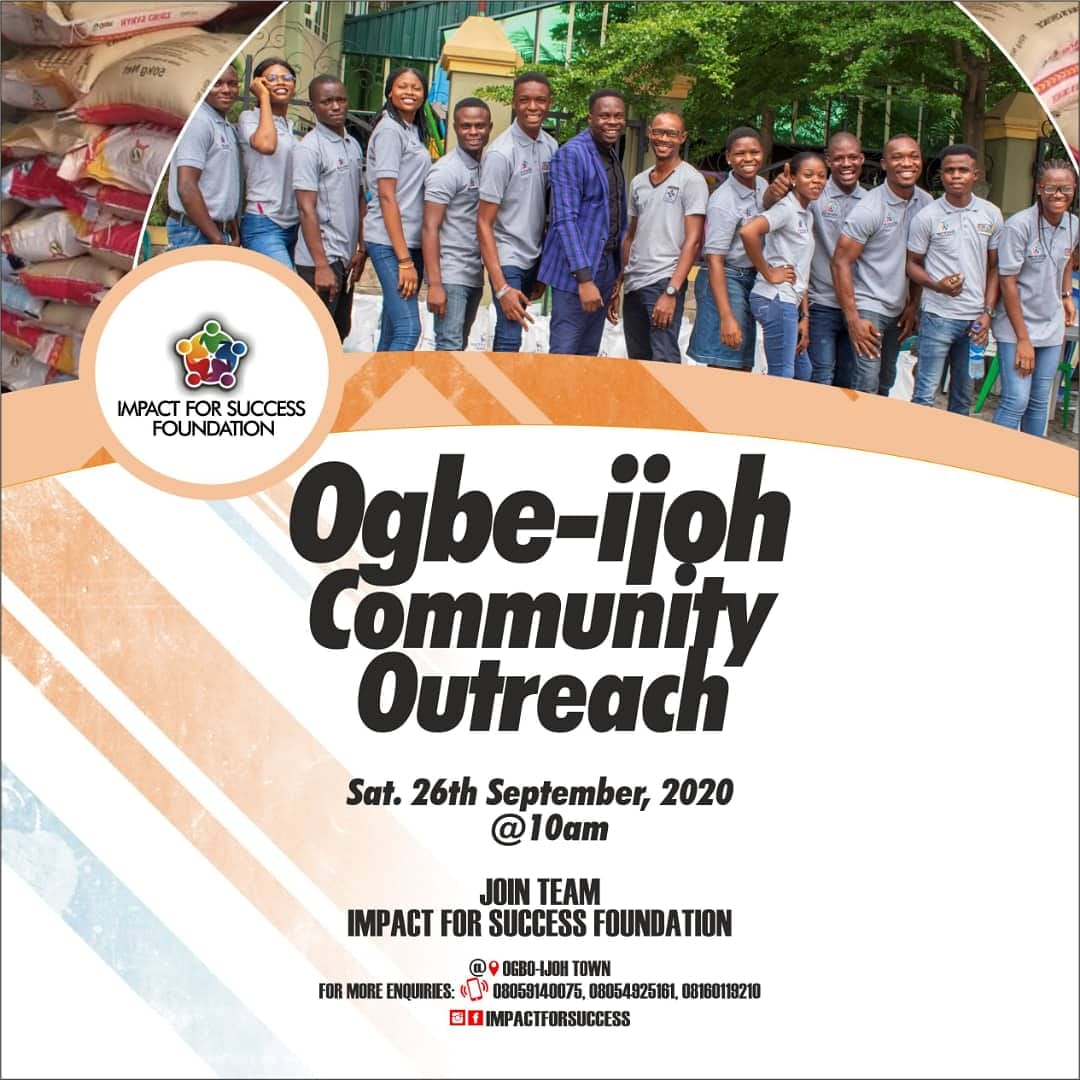 IMPACT FOR SUCCESS
FOUNDATION
Ogbe-ijoh
Community
Outreach
Sat. 26th September, 2020
@10am
JOIN TEAM
IMPACT FOR SUCCESS FOUNDATION
@ OGBO-IJOH TOWN
FOR MORE ENQUIRIES: 08059140075, 08054925161, 08160119210
IMPACTFORSUCCESS